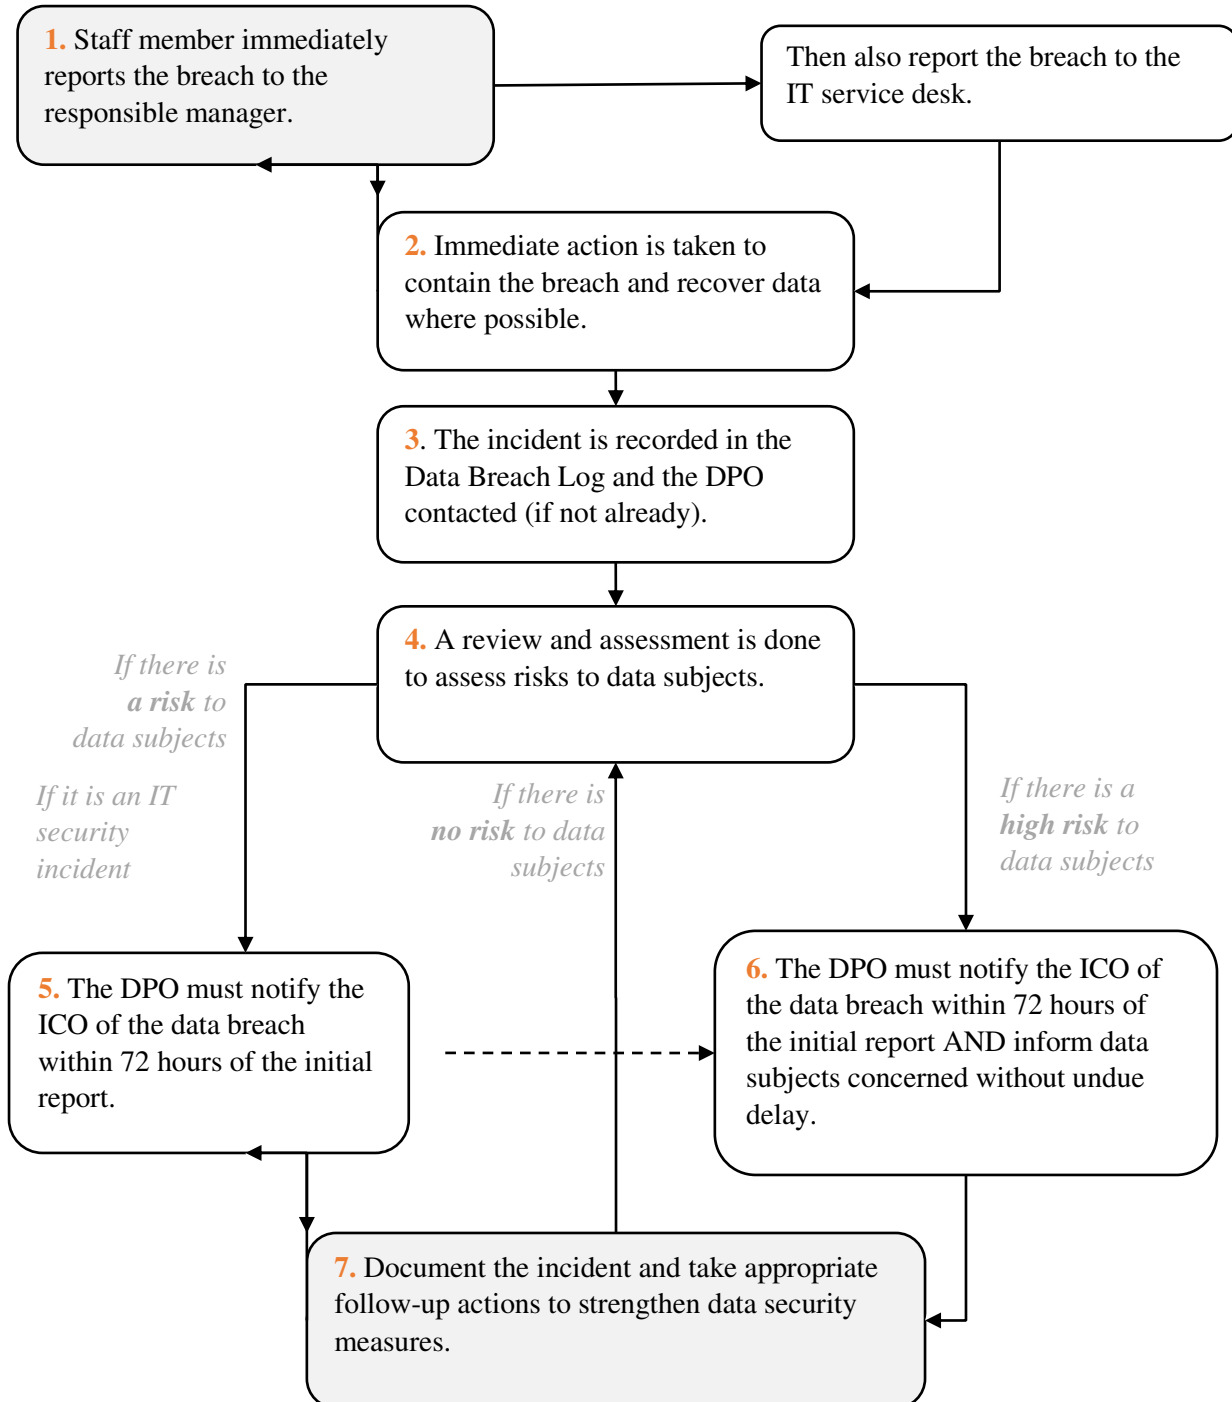 1. Staff member immediately
reports the breach to the
responsible manager.
Then also report the breach to the
IT service desk.
2. Immediate action is taken to
contain the breach and recover data
where possible.
3. The incident is recorded in the
Data Breach Log and the DPO
contacted (if not already).
4. A review and assessment is done
to assess risks to data subjects.
If there is
a risk to
data subjects
If it is an IT
security
incident
If there is
no risk to data
subjects
If there is a
high risk to
data subjects
5. The DPO must notify the
ICO of the data breach
within 72 hours of the initial
report.
6. The DPO must notify the ICO of
the data breach within 72 hours of
the initial report AND inform data
subjects concerned without undue
delay.
7. Document the incident and take appropriate
follow-up actions to strengthen data security
measures.